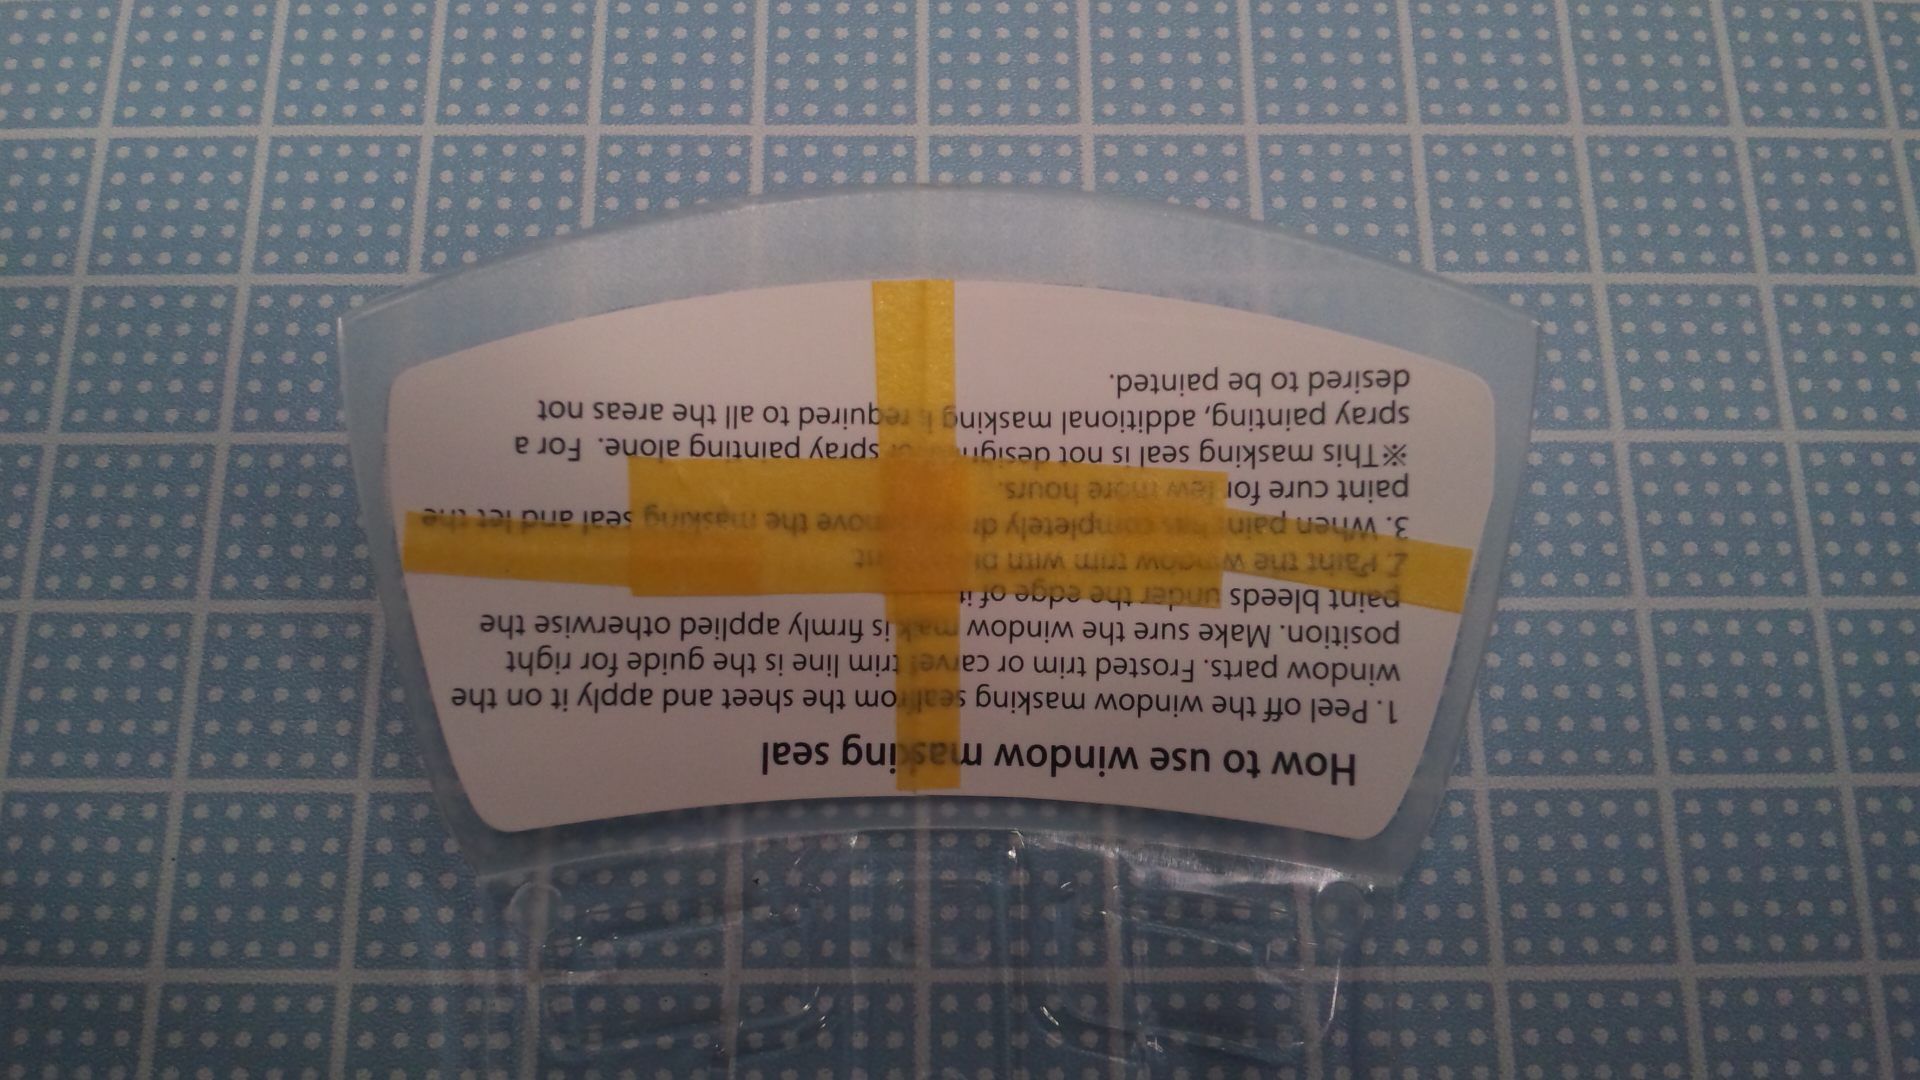 How to use window masking seal
1. Peel off the window masking seal from the sheet and apply it on the
window parts. Frosted trim or carved trim line is the guide for right
position. Make sure the window mask is firmly applied otherwise the
paint bleeds under the edge of it
2. Paint the window trim with
3. When paint has completely move the masking seal and let the
paint cure for few more hours.
※This masking seal is not spray painting alone. For a
spray painting, additional masking is required to all the areas not
desired to be painted.